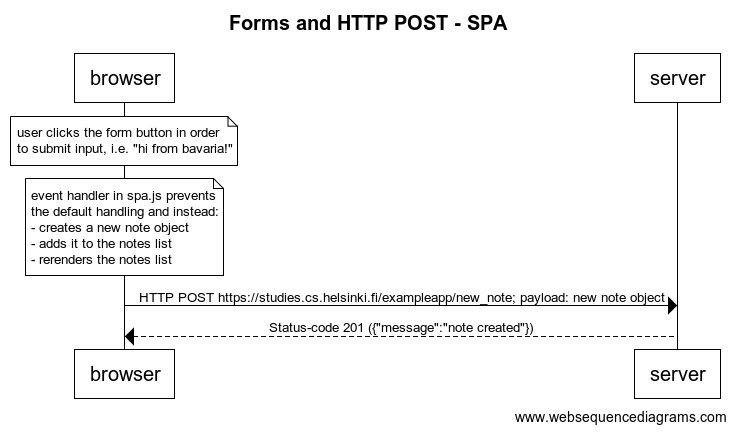 Forms and HTTP POST - SPA
browser
server
user clicks the form button in order
to submit input, i.e. "hi from bavaria!"
event handler in spa.js prevents
the default handling and instead:
- creates a new note object
- adds it to the notes list
- rerenders the notes list
HTTP POST https://studies.cs.helsinki.fi/exampleapp/new_note; payload: new note object
Status-code 201 ({"message":"note created"})
browser
server
www.websequencediagrams.com